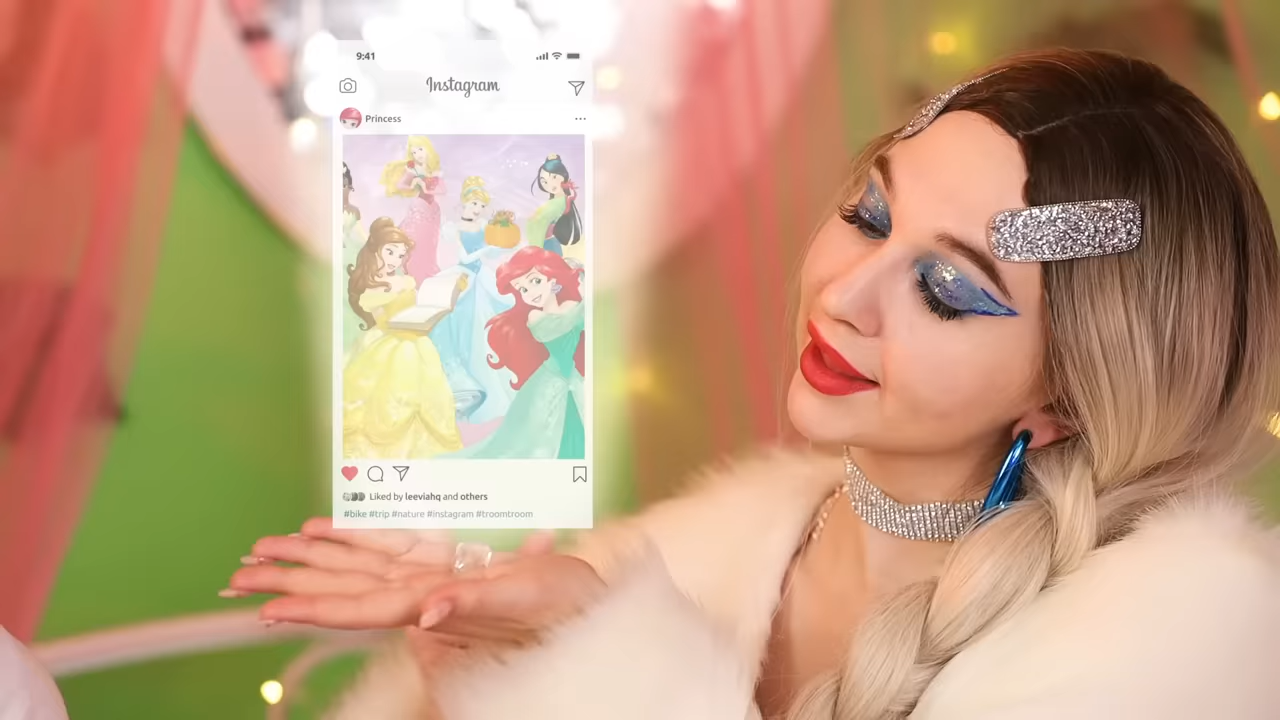 9:41
Instagram
Princess
Liked by leeviahq and others
#bike #trip #nature #instagram #troomtroom